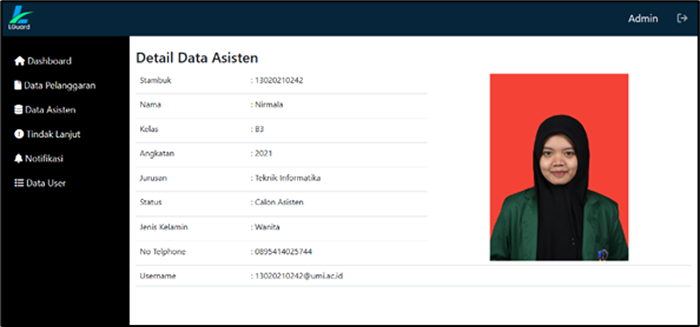 LGuard
Admin
Dashboard
Data Pelanggaran
Data Asisten
Tindak Lanjut
Notifikasi
Data User
Detail Data Asisten
Stambuk : 13020210242
Nama : Nirmala
Kelas : B3
Angkatan : 2021
Jurusan : Teknik Informatika
Status : Calon Asisten
Jenis Kelamin : Wanita
No Telphone : 0895414025744
Username : 13020210242@umi.ac.id